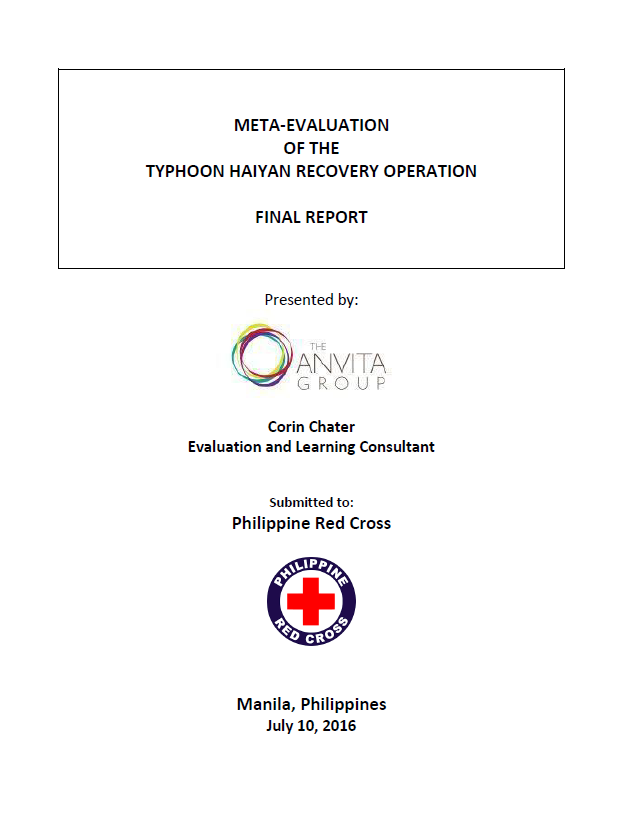 META-EVALUATION
OF THE
TYPHOON HAIYAN RECOVERY OPERATION
FINAL REPORT
Presented by:
THE
ANVITA
GROUP
Corin Chater
Evaluation and Learning Consultant
Submitted to:
Philippine Red Cross
PHILIPPINE
RED CROSS
Manila, Philippines
July 10, 2016